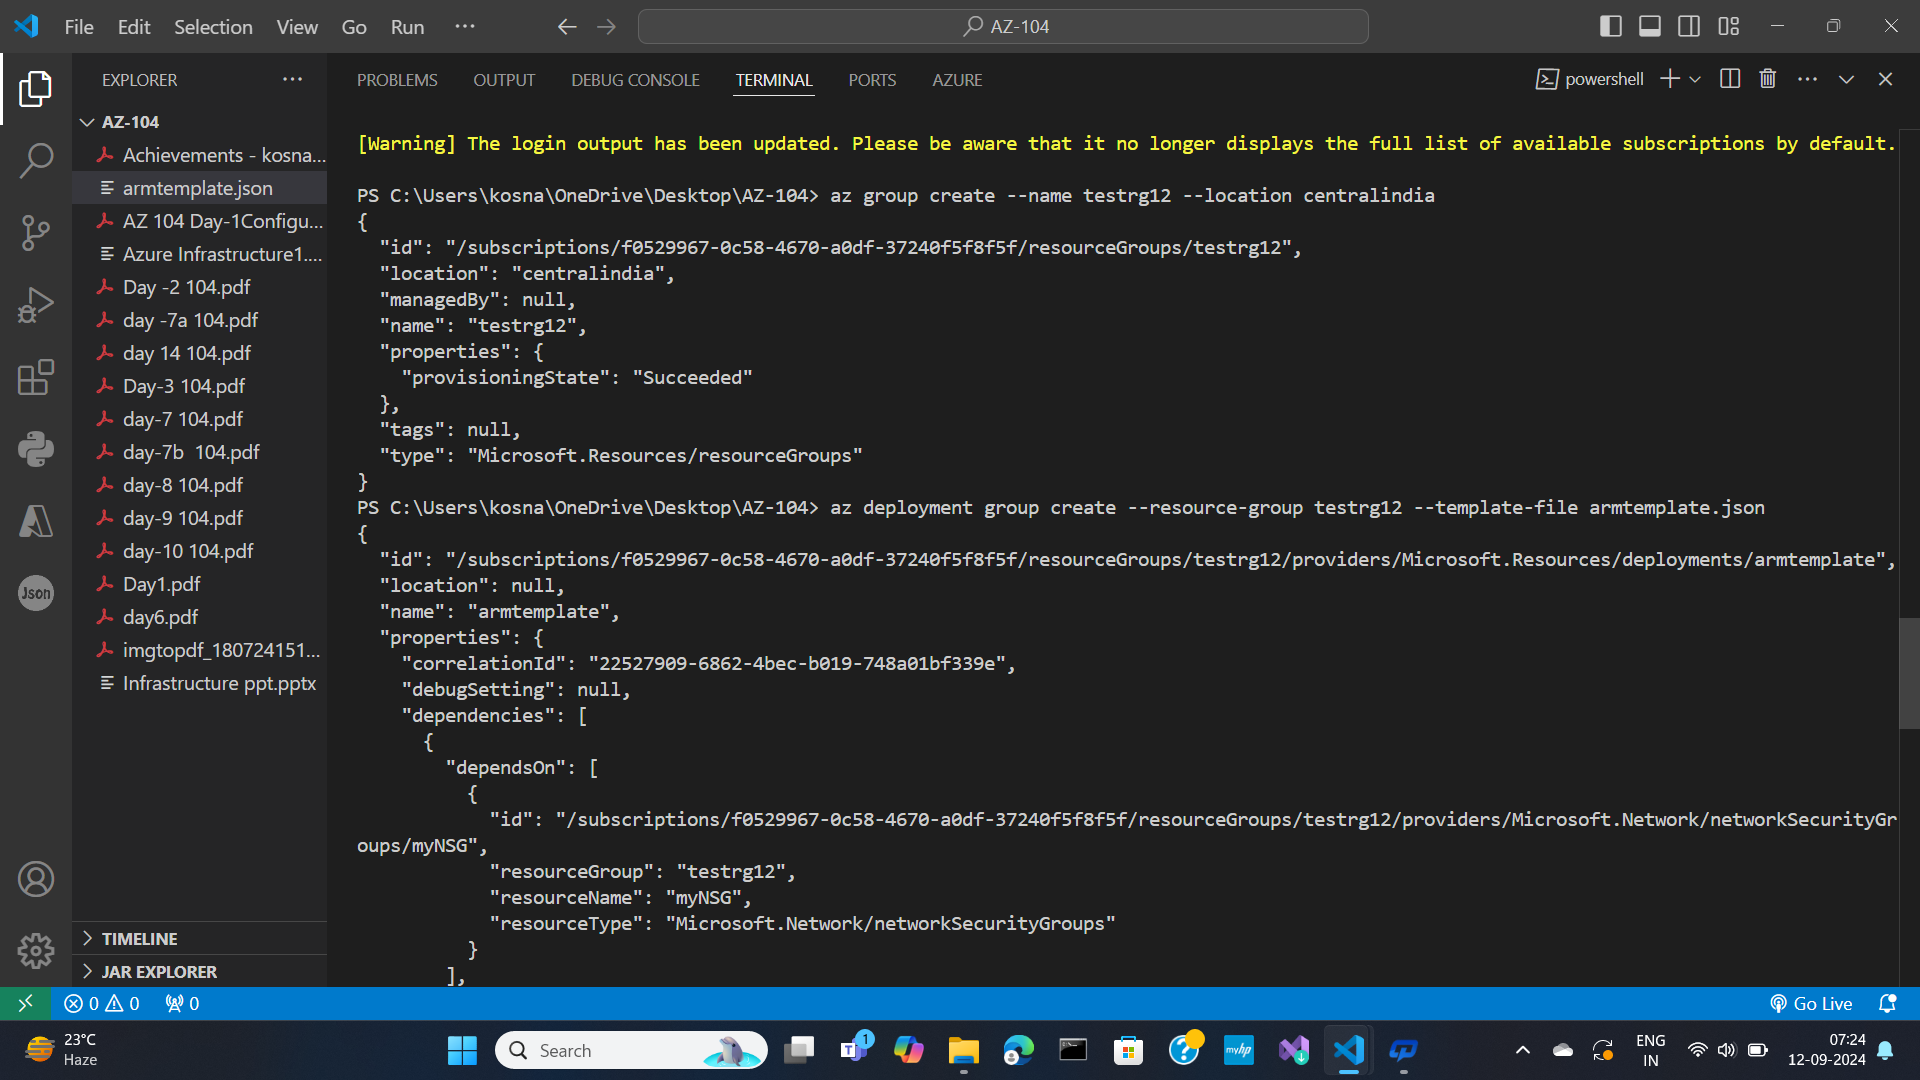 File Edit Selection View Go Run ···
AZ-104
EXPLORER ···
PROBLEMS OUTPUT DEBUG CONSOLE TERMINAL PORTS AZURE
powershell
AZ-104
Achievements - kosna...
armtemplate.json
AZ 104 Day-1Configu...
Azure Infrastructure1....
Day -2 104.pdf
day -7a 104.pdf
day 14 104.pdf
Day-3 104.pdf
day-7 104.pdf
day-7b  104.pdf
day-8 104.pdf
day-9 104.pdf
day-10 104.pdf
Day1.pdf
day6.pdf
imgtopdf_180724151...
Infrastructure ppt.pptx
TIMELINE
JAR EXPLORER
Json
[Warning] The login output has been updated. Please be aware that it no longer displays the full list of available subscriptions by default.
PS C:\Users\kosna\OneDrive\Desktop\AZ-104> az group create --name testrg12 --location centralindia
{
  "id": "/subscriptions/f0529967-0c58-4670-a0df-37240f5f8f5f/resourceGroups/testrg12",
  "location": "centralindia",
  "managedBy": null,
  "name": "testrg12",
  "properties": {
    "provisioningState": "Succeeded"
  },
  "tags": null,
  "type": "Microsoft.Resources/resourceGroups"
}
PS C:\Users\kosna\OneDrive\Desktop\AZ-104> az deployment group create --resource-group testrg12 --template-file armtemplate.json
{
  "id": "/subscriptions/f0529967-0c58-4670-a0df-37240f5f8f5f/resourceGroups/testrg12/providers/Microsoft.Resources/deployments/armtemplate",
  "location": null,
  "name": "armtemplate",
  "properties": {
    "correlationId": "22527909-6862-4bec-b019-748a01bf339e",
    "debugSetting": null,
    "dependencies": [
      {
        "dependsOn": [
          {
            "id": "/subscriptions/f0529967-0c58-4670-a0df-37240f5f8f5f/resourceGroups/testrg12/providers/Microsoft.Network/networkSecurityGr
oups/myNSG",
            "resourceGroup": "testrg12",
            "resourceName": "myNSG",
            "resourceType": "Microsoft.Network/networkSecurityGroups"
          }
        ],
0 0 0
Go Live
23°C
Haze
Search
1
T
myhp
ENG
IN
07:24
12-09-2024